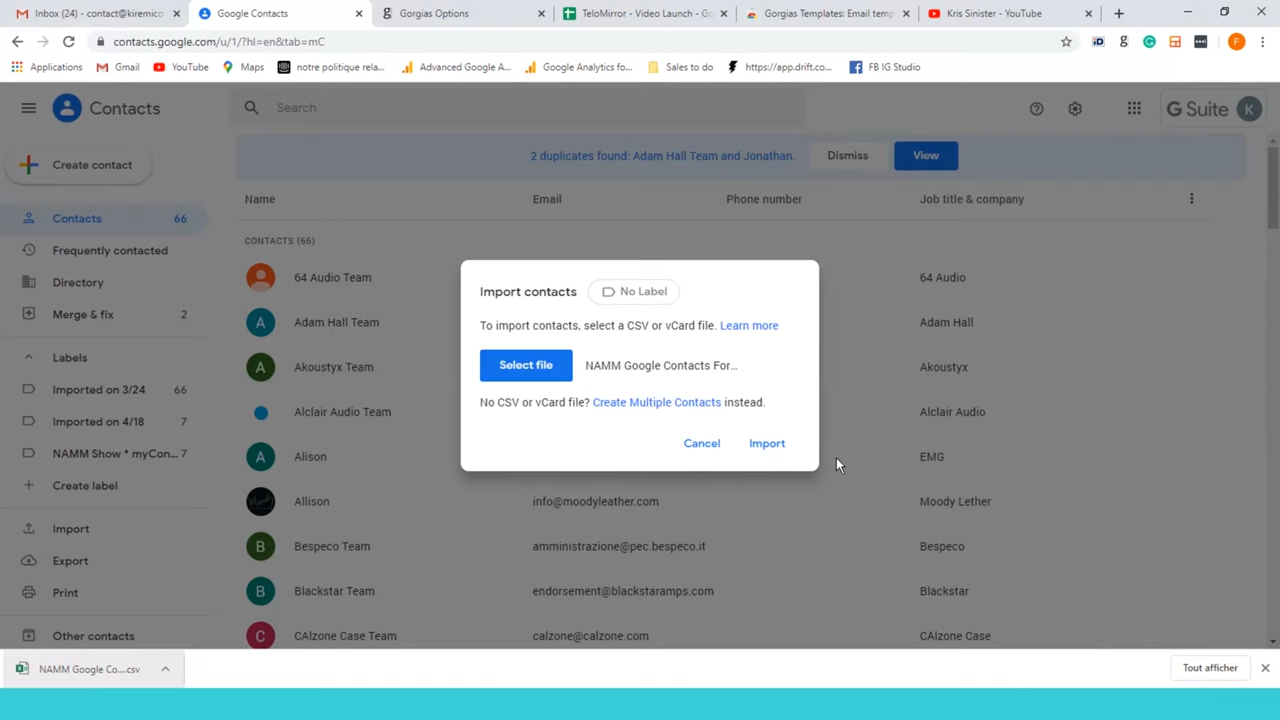 Inbox (24) - contact@kiremico
Google Contacts
Gorgias Options
TeloMirror - Video Launch - Go
Gorgias Templates: Email temp
Kris Sinister - YouTube
contacts.google.com/u/1/?hl=en&tab=mC
F
Applications
Gmail
YouTube
Maps
notre politique rela...
Advanced Google A...
Google Analytics fo...
Sales to do
https://app.drift.co...
FB IG Studio
Contacts
Search
G Suite
K
Create contact
2 duplicates found: Adam Hall Team and Jonathan.
Dismiss
View
Name
Email
Phone number
Job title & company
Contacts
66
CONTACTS (66)
Frequently contacted
Directory
Merge & fix
2
Labels
Imported on 3/24
66
Imported on 4/18
7
NAMM Show * myCon...
7
Create label
Import
Export
Print
Other contacts
64 Audio Team
64 Audio
A
Adam Hall Team
Adam Hall
A
Akoustyx Team
Akoustyx
Alclair Audio Team
Alclair Audio
A
Alison
EMG
Allison
info@moodyleather.com
Moody Lether
B
Bespeco Team
amministrazione@pec.bespeco.it
Bespeco
B
Blackstar Team
endorsement@blackstaramps.com
Blackstar
C
CAlzone Case Team
calzone@calzone.com
CAlzone Case
Import contacts
No Label
To import contacts, select a CSV or vCard file. Learn more
Select file
NAMM Google Contacts For...
No CSV or vCard file? Create Multiple Contacts instead.
Cancel
Import
NAMM Google Co....csv
Tout afficher